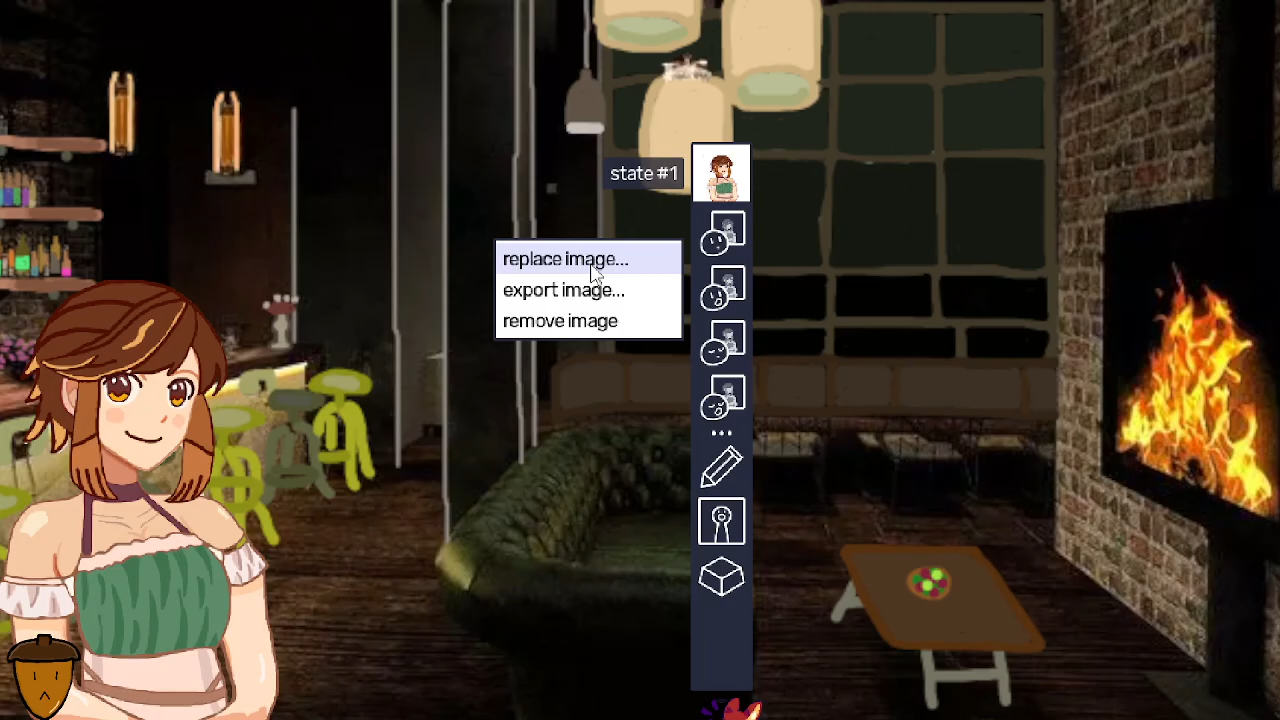 state #1
replace image...
export image...
remove image